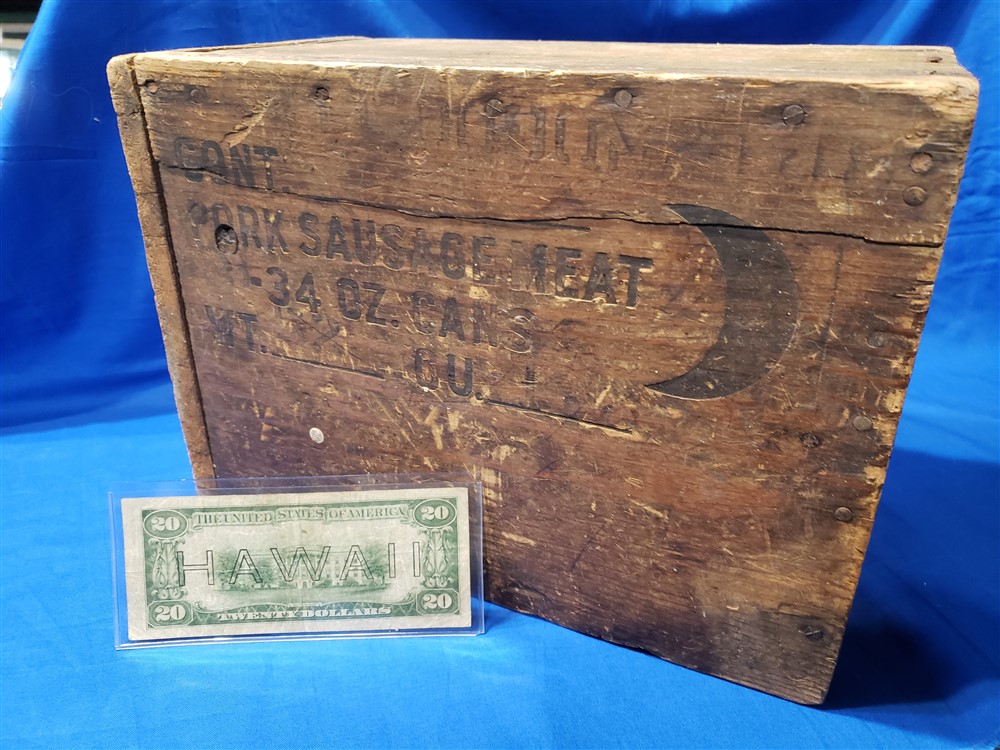 CONT.
PORK SAUSAGE MEAT
-34 OZ. CANS
WT. CU.
20 THE UNITED STATES OF AMERICA 20
HAWAII
20 TWENTY DOLLARS 20